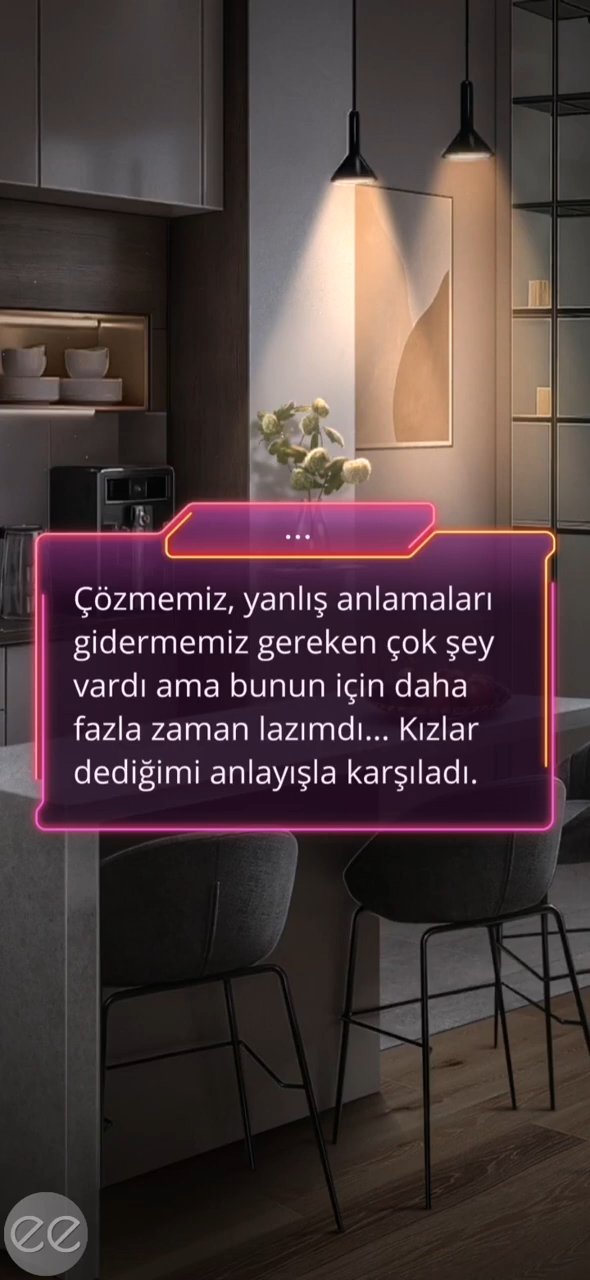 ...
Çözmemiz, yanlış anlamaları
gidermemiz gereken çok şey
vardı ama bunun için daha
fazla zaman lazımdı... Kızlar
dediğimi anlayışla karşıladı.
ee